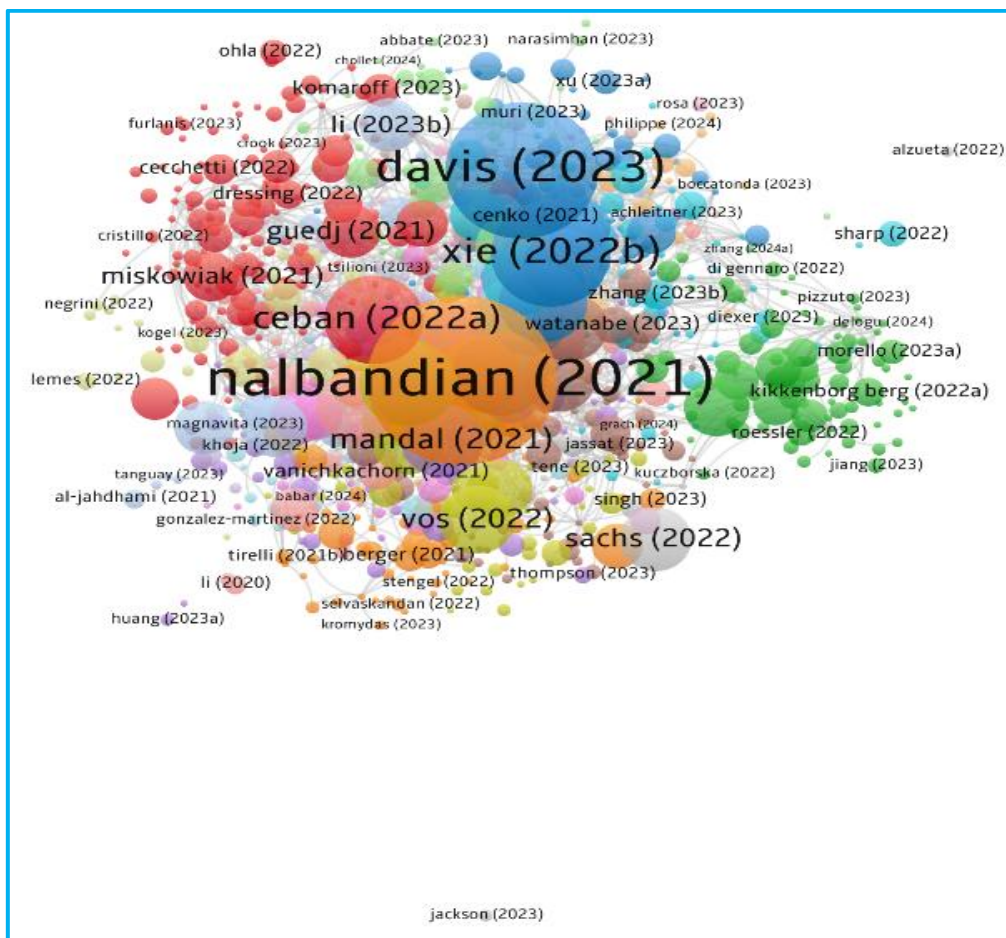 abbate (2023)
narasimhan (2023)
ohla (2022)
chollet (2024)
xu (2023a)
komaroff (2023)
rosa (2023)
muri (2023)
furlanis (2023)
li (2023b)
philippe (2024)
crook (2023)
alzueta (2022)
cecchetti (2022)
davis (2023)
dressing (2022)
boccatonda (2023)
cenko (2021)
achleitner (2023)
cristillo (2022)
guedj (2021)
sharp (2022)
xie (2022b)
zhang (2024a)
tsilioni (2023)
di gennaro (2022)
miskowiak (2021)
zhang (2023b)
pizzuto (2023)
negrini (2022)
ceban (2022a)
watanabe (2023)
diexer (2023)
delogu (2024)
kogel (2023)
morello (2023a)
nalbandian (2021)
lemes (2022)
kikkenborg berg (2022a)
magnavita (2023)
grach (2024)
roessler (2022)
mandal (2021)
khoja (2022)
jassat (2023)
jiang (2023)
tanguay (2023)
vanichkachorn (2021)
tene (2023)
kuczborska (2022)
al-jahdhami (2021)
babar (2024)
singh (2023)
gonzalez-martinez (2022)
vos (2022)
sachs (2022)
tirelli (2021b)
berger (2021)
thompson (2023)
li (2020)
stengel (2022)
selvaskandan (2022)
huang (2023a)
kromydas (2023)
jackson (2023)